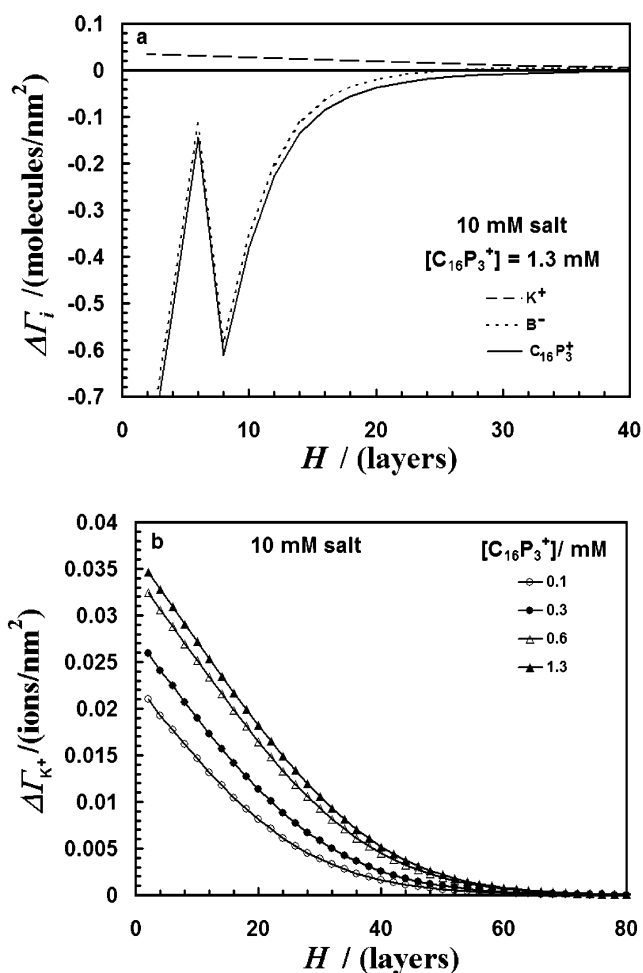 a
0.1
0
-0.1
-0.2
-0.3
-0.4
-0.5
-0.6
-0.7
ΔΓᵢ /(molecules/nm²)
10 mM salt
[C₁₆P₃⁺] = 1.3 mM
K⁺
B⁻
C₁₆P₃⁺
0 10 20 30 40
H / (layers)
b
10 mM salt
[C₁₆P₃⁺]/ mM
0.1
0.3
0.6
1.3
0.04
0.035
0.03
0.025
0.02
0.015
0.01
0.005
0
ΔΓK⁺ /(ions/nm²)
0 20 40 60 80
H / (layers)